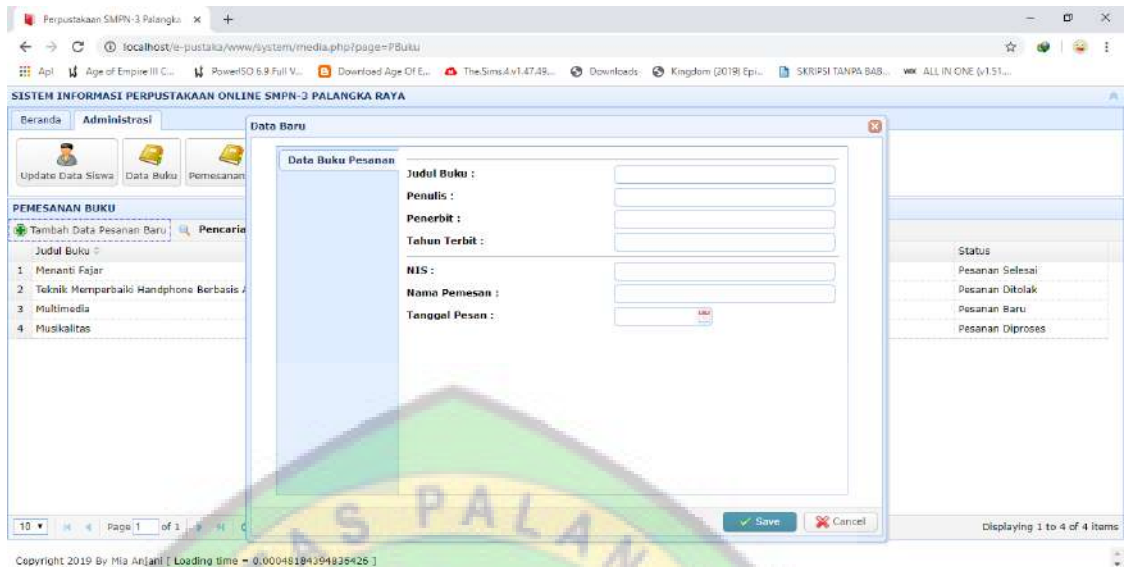 Perpustakaan SMPN-3 Palangka
localhost/e-pustaka/www/system/media.php?page=PBuku
Apl Age of Empire III C... PowerISO 6.9 Full V... Download Age Of E... The.Sims.4.v1.47.49.... Downloads Kingdom (2019) Epi... SKRIPSI TANPA BAB... ALL IN ONE (v1.51....
SISTEM INFORMASI PERPUSTAKAAN ONLINE SMPN-3 PALANGKA RAYA
Beranda Administrasi
Update Data Siswa Data Buku Pemesanan
PEMESANAN BUKU
Tambah Data Pesanan Baru Pencaria
Judul Buku Status
1 Menanti Fajar Pesanan Selesai
2 Teknik Memperbaiki Handphone Berbasis A Pesanan Ditolak
3 Multimedia Pesanan Baru
4 Musikalitas Pesanan Diproses
Data Baru
Data Buku Pesanan
Judul Buku :
Penulis :
Penerbit :
Tahun Terbit :
NIS :
Nama Pemesan :
Tanggal Pesan :
Save Cancel
10 Page 1 of 1 Displaying 1 to 4 of 4 items
AS PALAN
Copyright 2019 By Mia Anjani [ Loading time = 0.00048184394836426 ]